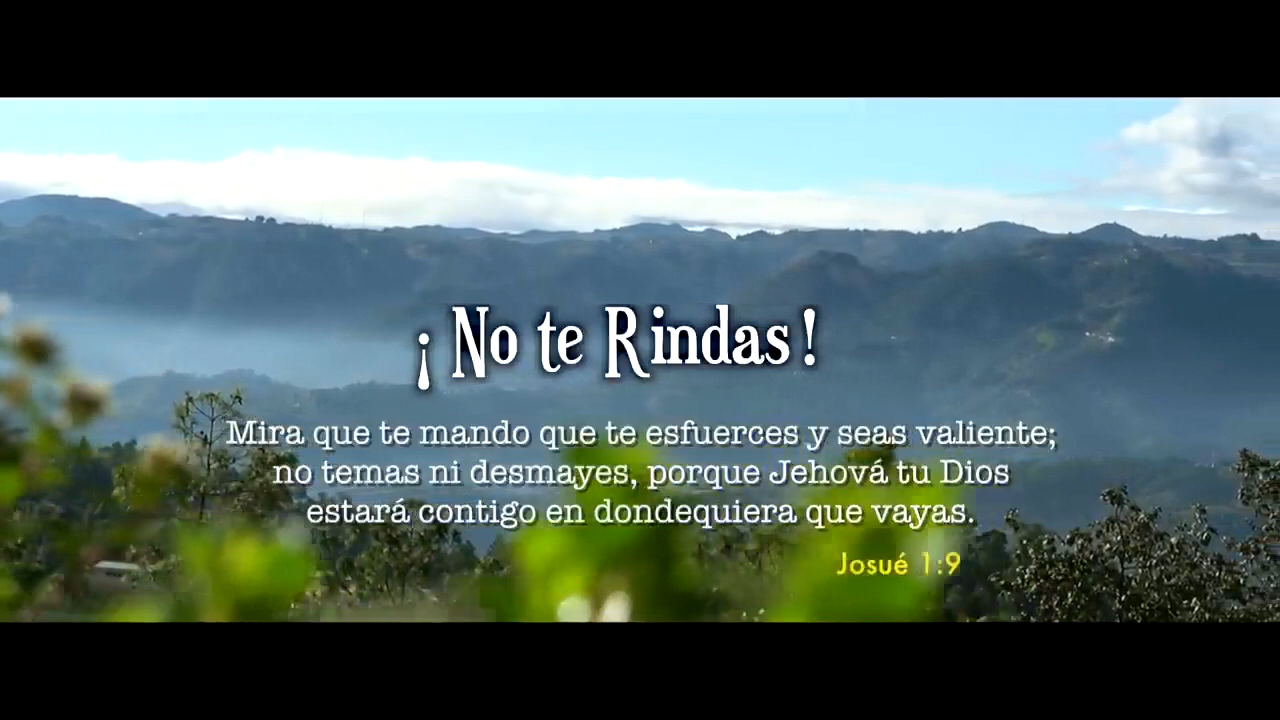 ¡No te Rindas!
Mira que te mando que te esfuerces y seas valiente;
no temas ni desmayes, porque Jehová tu Dios
estará contigo en dondequiera que vayas.
Josué 1:9